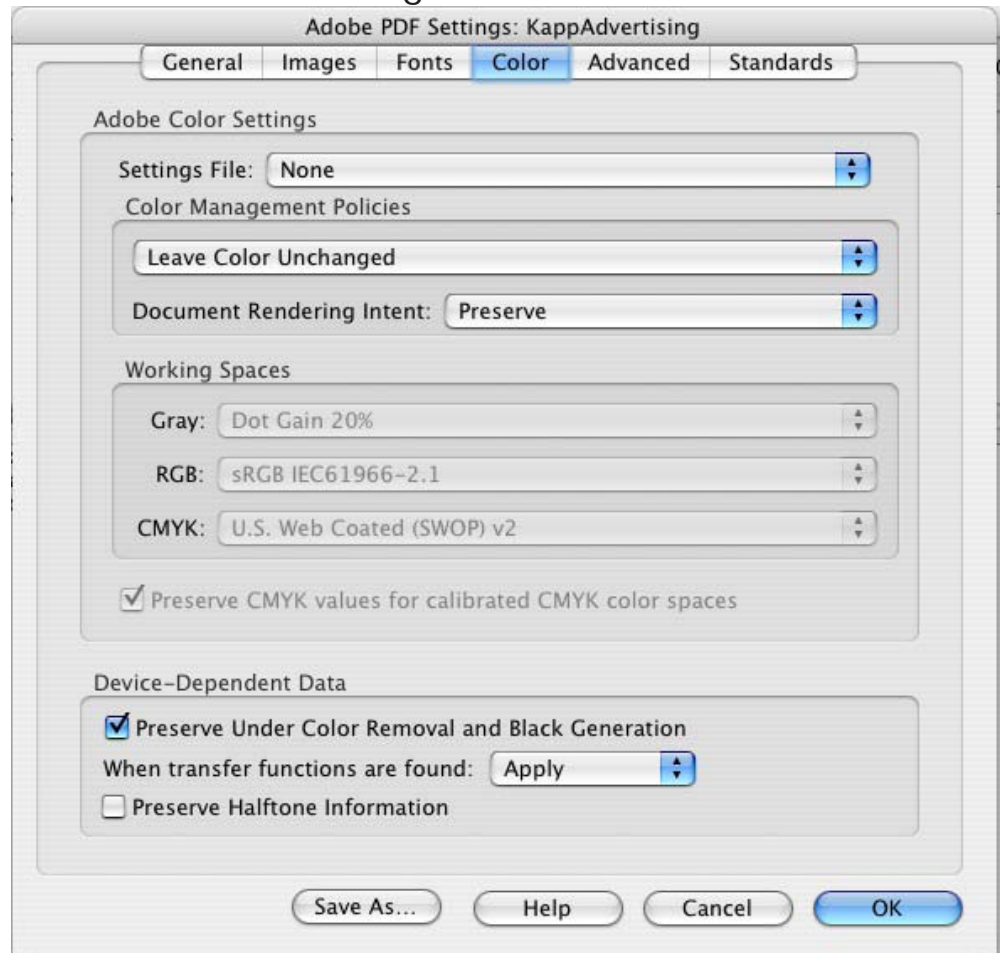 Adobe PDF Settings: KappAdvertising
General Images Fonts Color Advanced Standards
Adobe Color Settings
Settings File: None
Color Management Policies
Leave Color Unchanged
Document Rendering Intent: Preserve
Working Spaces
Gray: Dot Gain 20%
RGB: sRGB IEC61966-2.1
CMYK: U.S. Web Coated (SWOP) v2
Preserve CMYK values for calibrated CMYK color spaces
Device-Dependent Data
Preserve Under Color Removal and Black Generation
When transfer functions are found: Apply
Preserve Halftone Information
Save As... Help Cancel OK